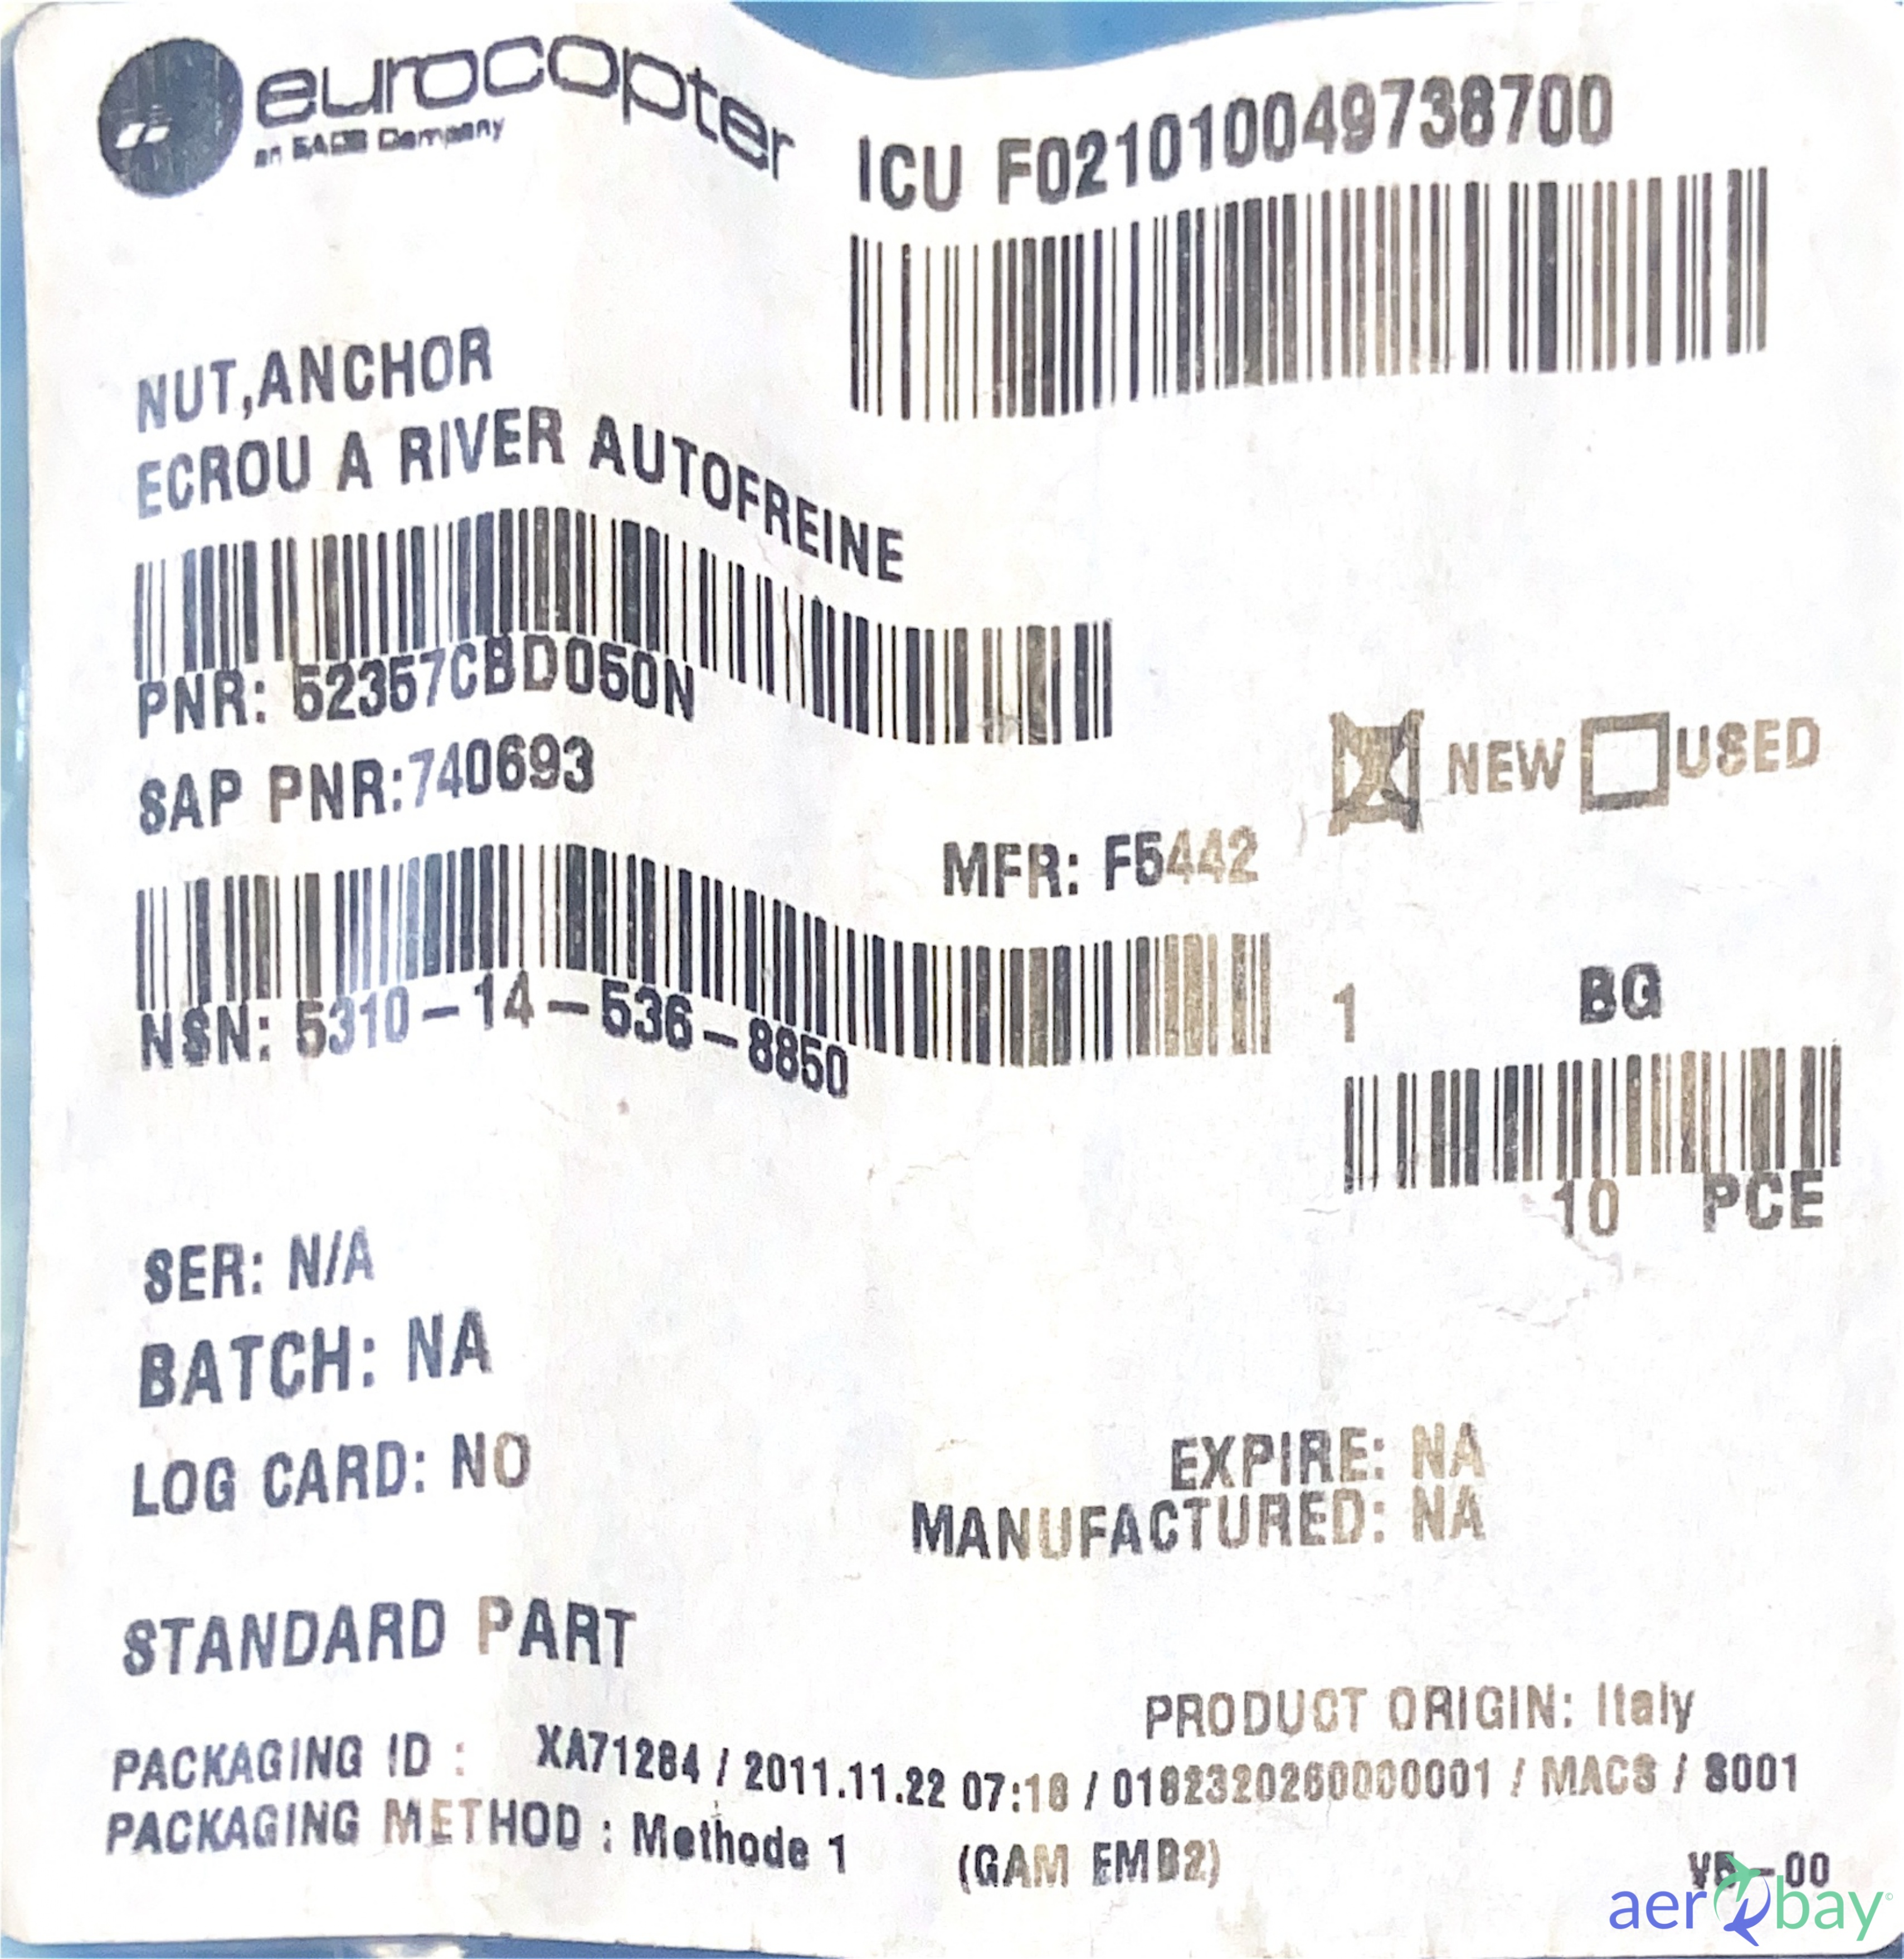 eurocopter
an EADS Company
ICU F021010049738700
NUT,ANCHOR
ECROU A RIVER AUTOFREINE
PNR: 52357CBD050N
SAP PNR:740693
NEW USED
MFR: F5442
NSN: 5310-14-536-8850
1 BG
10 PCE
SER: N/A
BATCH: NA
LOG CARD: NO
EXPIRE: NA
MANUFACTURED: NA
STANDARD PART
PRODUCT ORIGIN: Italy
PACKAGING ID : XA71284 / 2011.11.22 07:18 / 0182320260000001 / MACS / S001
PACKAGING METHOD : Methode 1 (GAM EMB2)
V5-00
aerobay